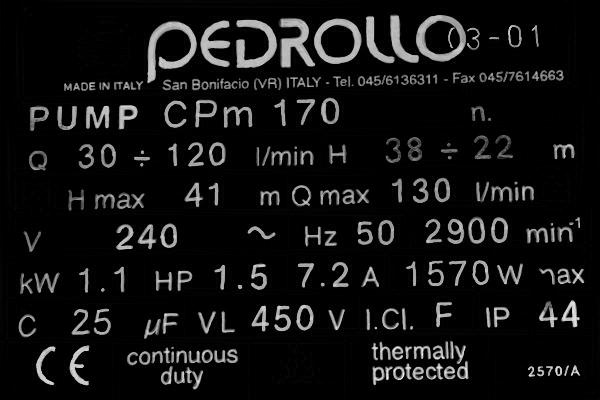 PEDROLLO 03-01
MADE IN ITALY San Bonifacio (VR) ITALY - Tel. 045/6136311 - Fax 045/7614663
PUMP CPm 170 n.
Q 30 ÷ 120 l/min H 38 ÷ 22 m
H max 41 m Q max 130 l/min
V 240 ~ Hz 50 2900 min-1
kW 1.1 HP 1.5 7.2 A 1570 W max
C 25 µF VL 450 V I.Cl. F IP 44
CE continuous duty thermally protected 2570/A